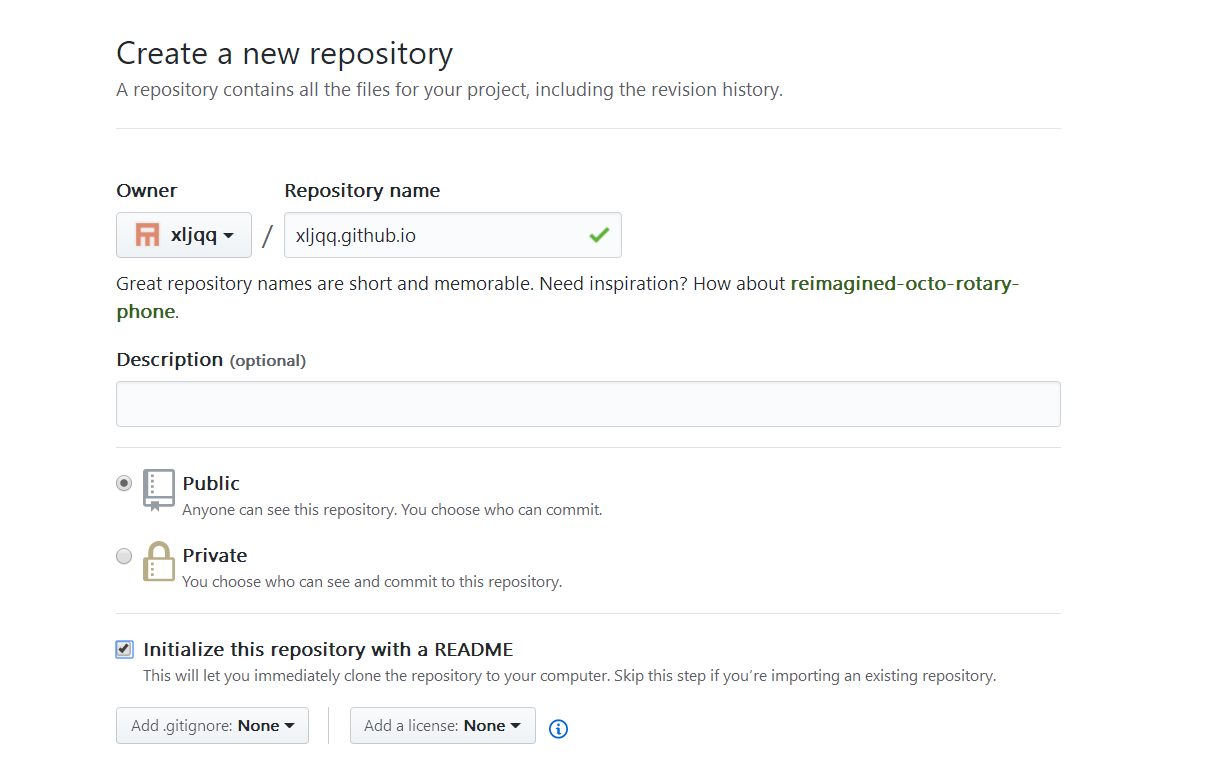 Create a new repository
A repository contains all the files for your project, including the revision history.
Owner Repository name
xljqq / xljqq.github.io
Great repository names are short and memorable. Need inspiration? How about reimagined-octo-rotary-
phone.
Description (optional)
Public
Anyone can see this repository. You choose who can commit.
Private
You choose who can see and commit to this repository.
Initialize this repository with a README
This will let you immediately clone the repository to your computer. Skip this step if you’re importing an existing repository.
Add .gitignore: None Add a license: None